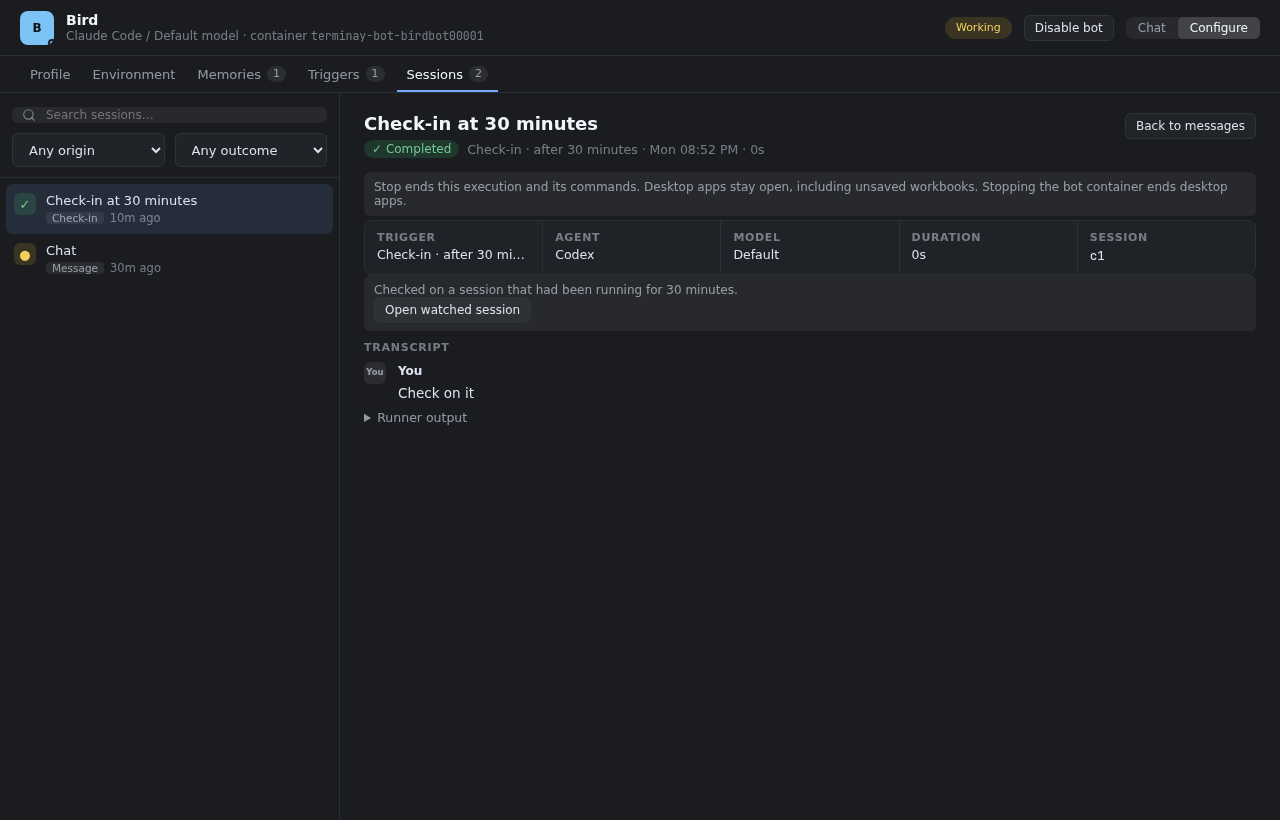 B
Bird
Claude Code / Default model · container terminay-bot-birdbot00001
Working
Disable bot
Chat
Configure
Profile
Environment
Memories 1
Triggers 1
Sessions 2
Search sessions...
Any origin
Any outcome
✓
Check-in at 30 minutes
Check-in 10m ago
Chat
Message 30m ago
Check-in at 30 minutes
Back to messages
✓ Completed Check-in · after 30 minutes · Mon 08:52 PM · 0s
Stop ends this execution and its commands. Desktop apps stay open, including unsaved workbooks. Stopping the bot container ends desktop
apps.
TRIGGER
Check-in · after 30 mi...
AGENT
Codex
MODEL
Default
DURATION
0s
SESSION
c1
Checked on a session that had been running for 30 minutes.
Open watched session
TRANSCRIPT
You
You
Check on it
Runner output